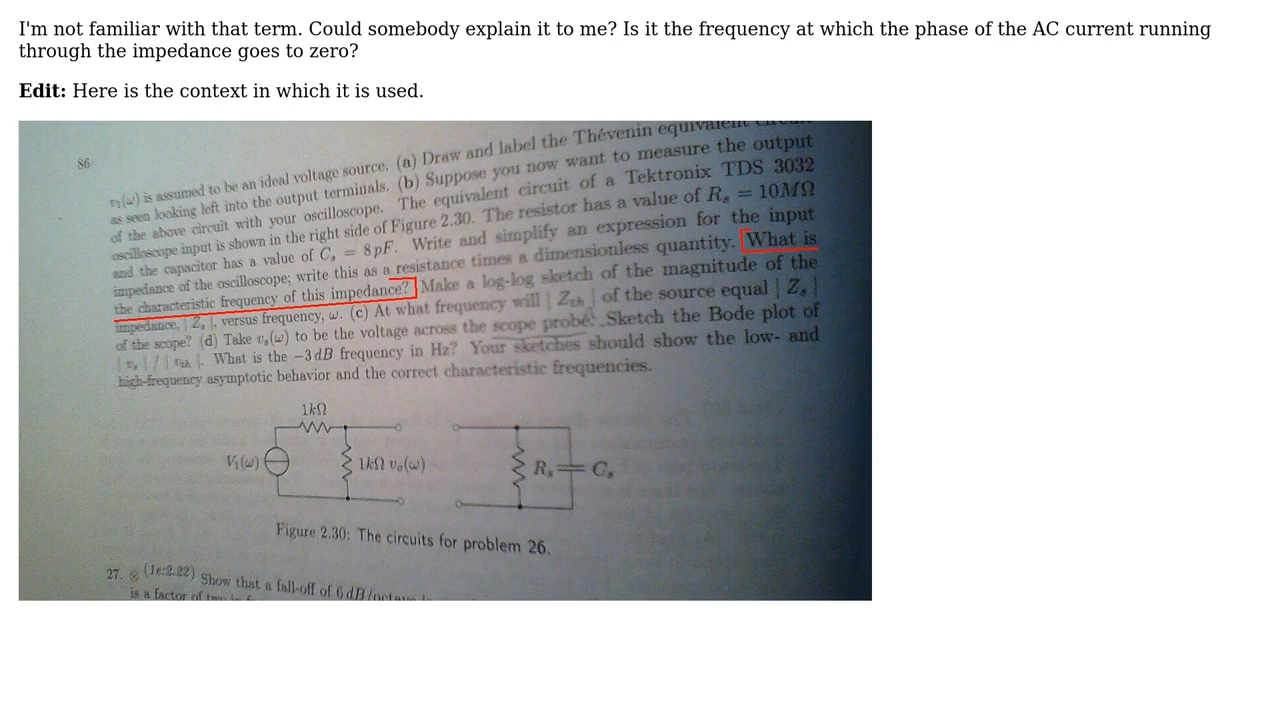 I'm not familiar with that term. Could somebody explain it to me? Is it the frequency at which the phase of the AC current running
through the impedance goes to zero?
Edit: Here is the context in which it is used.
86
v₁(ω) is assumed to be an ideal voltage source. (a) Draw and label the Thévenin equivalent
as seen looking left into the output terminals. (b) Suppose you now want to measure the output
of the above circuit with your oscilloscope. The equivalent circuit of a Tektronix TDS 3032
oscilloscope input is shown in the right side of Figure 2.30. The resistor has a value of Rₛ = 10MΩ
and the capacitor has a value of Cₛ = 8pF. Write and simplify an expression for the input
impedance of the oscilloscope; write this as a resistance times a dimensionless quantity. What is
the characteristic frequency of this impedance? Make a log-log sketch of the magnitude of the
impedance, | Zₛ |, versus frequency, ω. (c) At what frequency will | Zₜₕ | of the source equal | Zₛ |
of the scope? (d) Take vₛ(ω) to be the voltage across the scope probe. Sketch the Bode plot of
| vₛ | / | vₜₕ |. What is the −3dB frequency in Hz? Your sketches should show the low- and
high-frequency asymptotic behavior and the correct characteristic frequencies.
1kΩ
V₁(ω) 1kΩ v₀(ω) Rₛ Cₛ
Figure 2.30: The circuits for problem 26.
27. ⊗ (1e:2.22) Show that a fall-off of 6dB/octave
is a factor of two